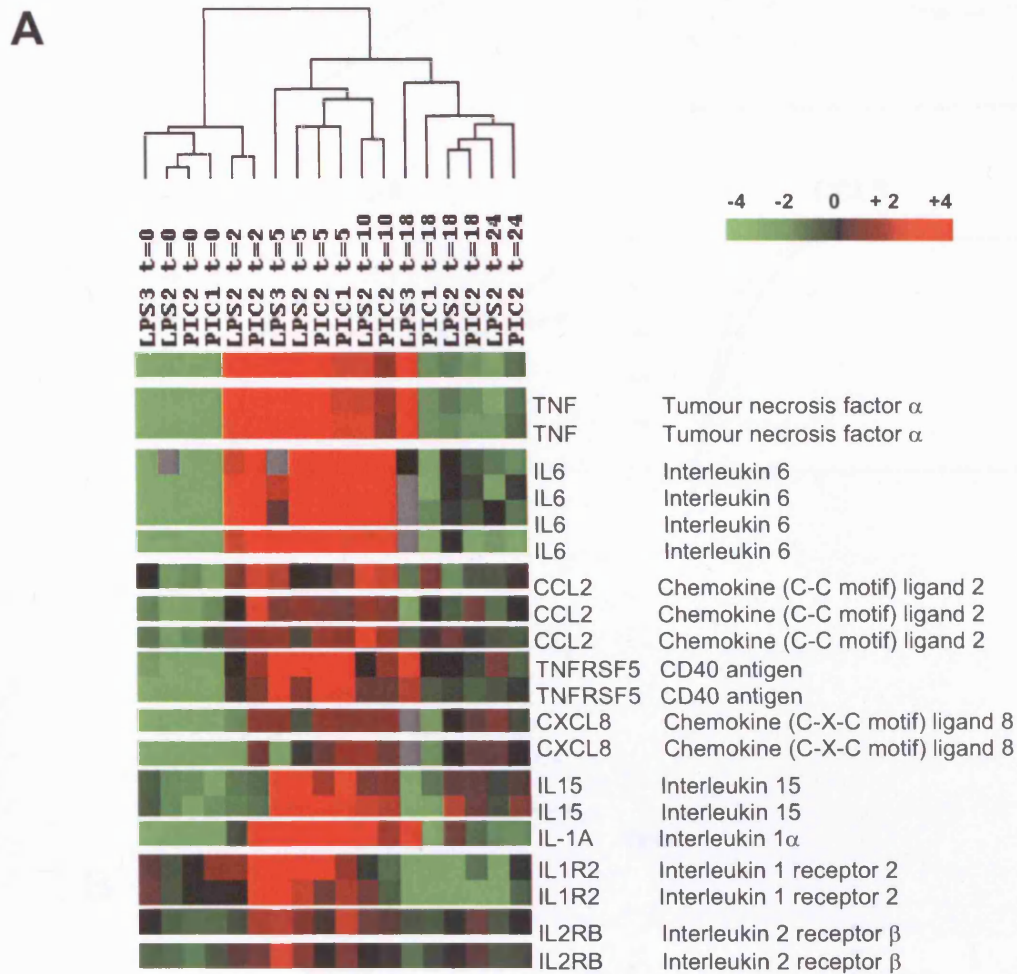 A
-4 -2 0 + 2 +4
LPS3 t=0
LPS2 t=0
PIC2 t=0
PIC1 t=0
LPS2 t=2
PIC2 t=2
LPS3 t=5
LPS2 t=5
PIC2 t=5
PIC1 t=5
LPS2 t=10
PIC2 t=10
LPS3 t=18
PIC1 t=18
LPS2 t=18
PIC2 t=18
LPS2 t=24
PIC2 t=24
TNF Tumour necrosis factor α
TNF Tumour necrosis factor α
IL6 Interleukin 6
IL6 Interleukin 6
IL6 Interleukin 6
IL6 Interleukin 6
CCL2 Chemokine (C-C motif) ligand 2
CCL2 Chemokine (C-C motif) ligand 2
CCL2 Chemokine (C-C motif) ligand 2
TNFRSF5 CD40 antigen
TNFRSF5 CD40 antigen
CXCL8 Chemokine (C-X-C motif) ligand 8
CXCL8 Chemokine (C-X-C motif) ligand 8
IL15 Interleukin 15
IL15 Interleukin 15
IL-1A Interleukin 1α
IL1R2 Interleukin 1 receptor 2
IL1R2 Interleukin 1 receptor 2
IL2RB Interleukin 2 receptor β
IL2RB Interleukin 2 receptor β